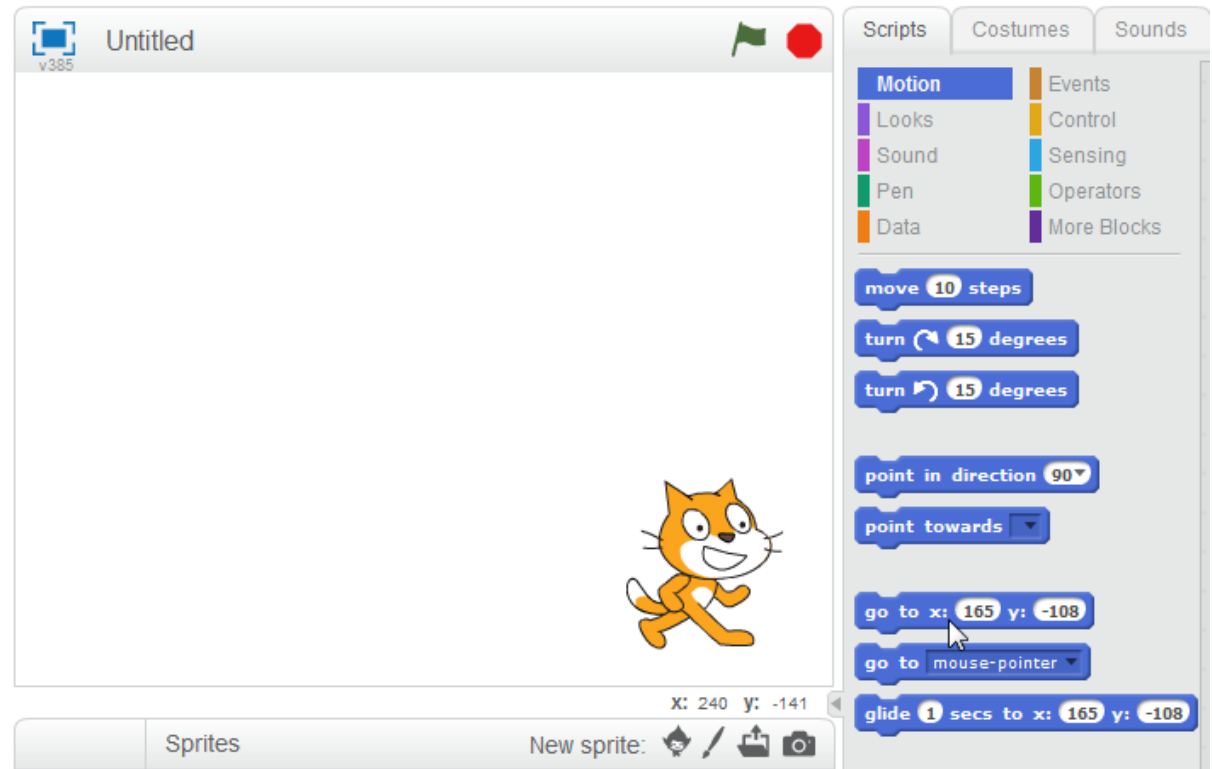 Untitled
v385
Scripts Costumes Sounds
Motion Events
Looks Control
Sound Sensing
Pen Operators
Data More Blocks
move 10 steps
turn 15 degrees
turn 15 degrees
point in direction 90
point towards
go to x: 165 y: -108
go to mouse-pointer
glide 1 secs to x: 165 y: -108
x: 240 y: -141
Sprites New sprite: